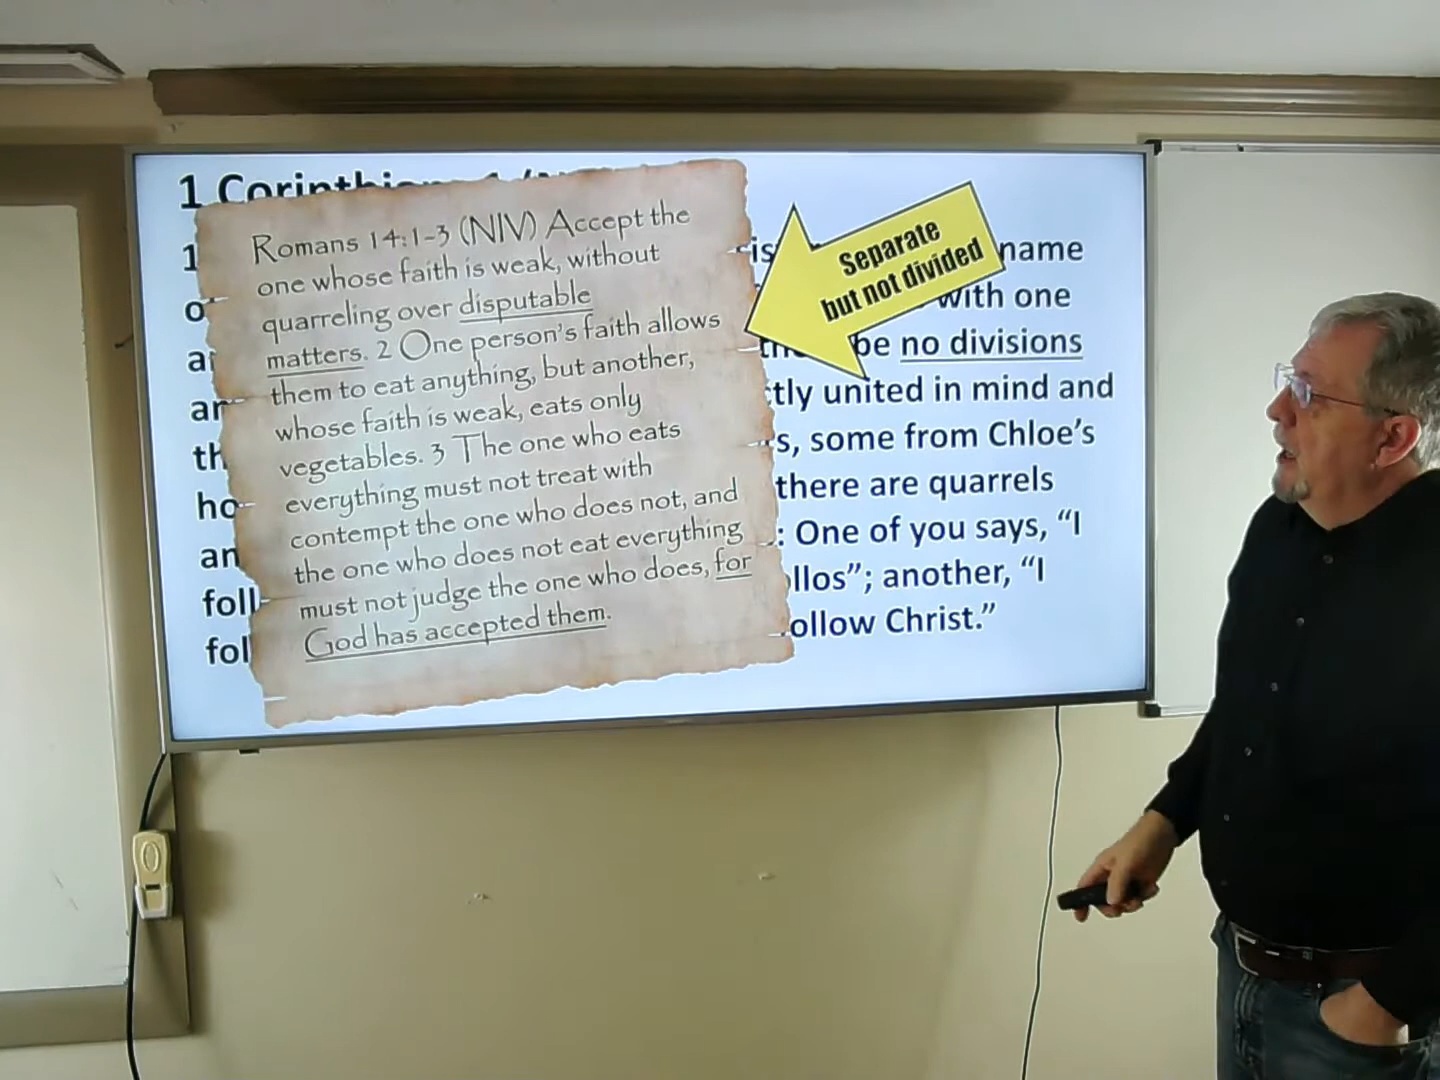 1 Corinthians 1
Romans 14:1-3 (NIV) Accept the
one whose faith is weak, without
quarreling over disputable
matters. 2 One person's faith allows
them to eat anything, but another,
whose faith is weak, eats only
vegetables. 3 The one who eats
everything must not treat with
contempt the one who does not, and
the one who does not eat everything
must not judge the one who does, for
God has accepted them.
Separate
but not divided
name
with one
be no divisions
united in mind and
some from Chloe's
there are quarrels
: One of you says, "I
another, "I
Christ."